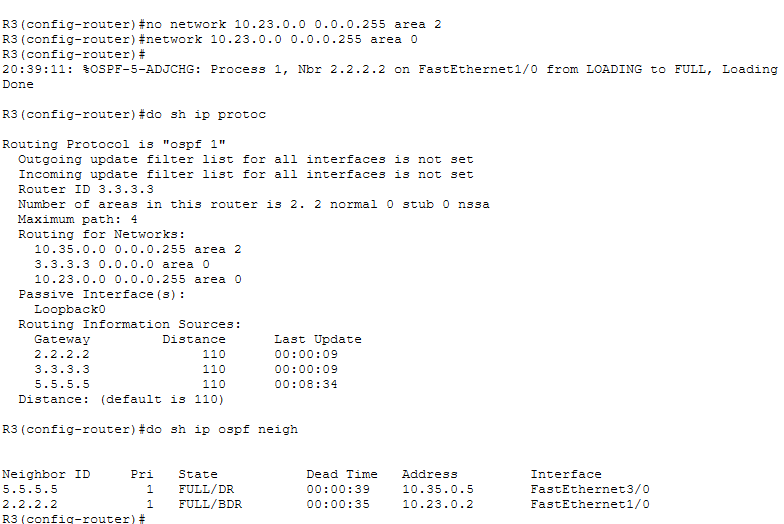 R3(config-router)#no network 10.23.0.0 0.0.0.255 area 2
R3(config-router)#network 10.23.0.0 0.0.0.255 area 0
R3(config-router)#
20:39:11: %OSPF-5-ADJCHG: Process 1, Nbr 2.2.2.2 on FastEthernet1/0 from LOADING to FULL, Loading
Done
R3(config-router)#do sh ip protoc
Routing Protocol is "ospf 1"
Outgoing update filter list for all interfaces is not set
Incoming update filter list for all interfaces is not set
Router ID 3.3.3.3
Number of areas in this router is 2. 2 normal 0 stub 0 nssa
Maximum path: 4
Routing for Networks:
10.35.0.0 0.0.0.255 area 2
3.3.3.3 0.0.0.0 area 0
10.23.0.0 0.0.0.255 area 0
Passive Interface(s):
Loopback0
Routing Information Sources:
Gateway Distance Last Update
2.2.2.2 110 00:00:09
3.3.3.3 110 00:00:09
5.5.5.5 110 00:08:34
Distance: (default is 110)
R3(config-router)#do sh ip ospf neigh
Neighbor ID Pri State Dead Time Address Interface
5.5.5.5 1 FULL/DR 00:00:39 10.35.0.5 FastEthernet3/0
2.2.2.2 1 FULL/BDR 00:00:35 10.23.0.2 FastEthernet1/0
R3(config-router)#